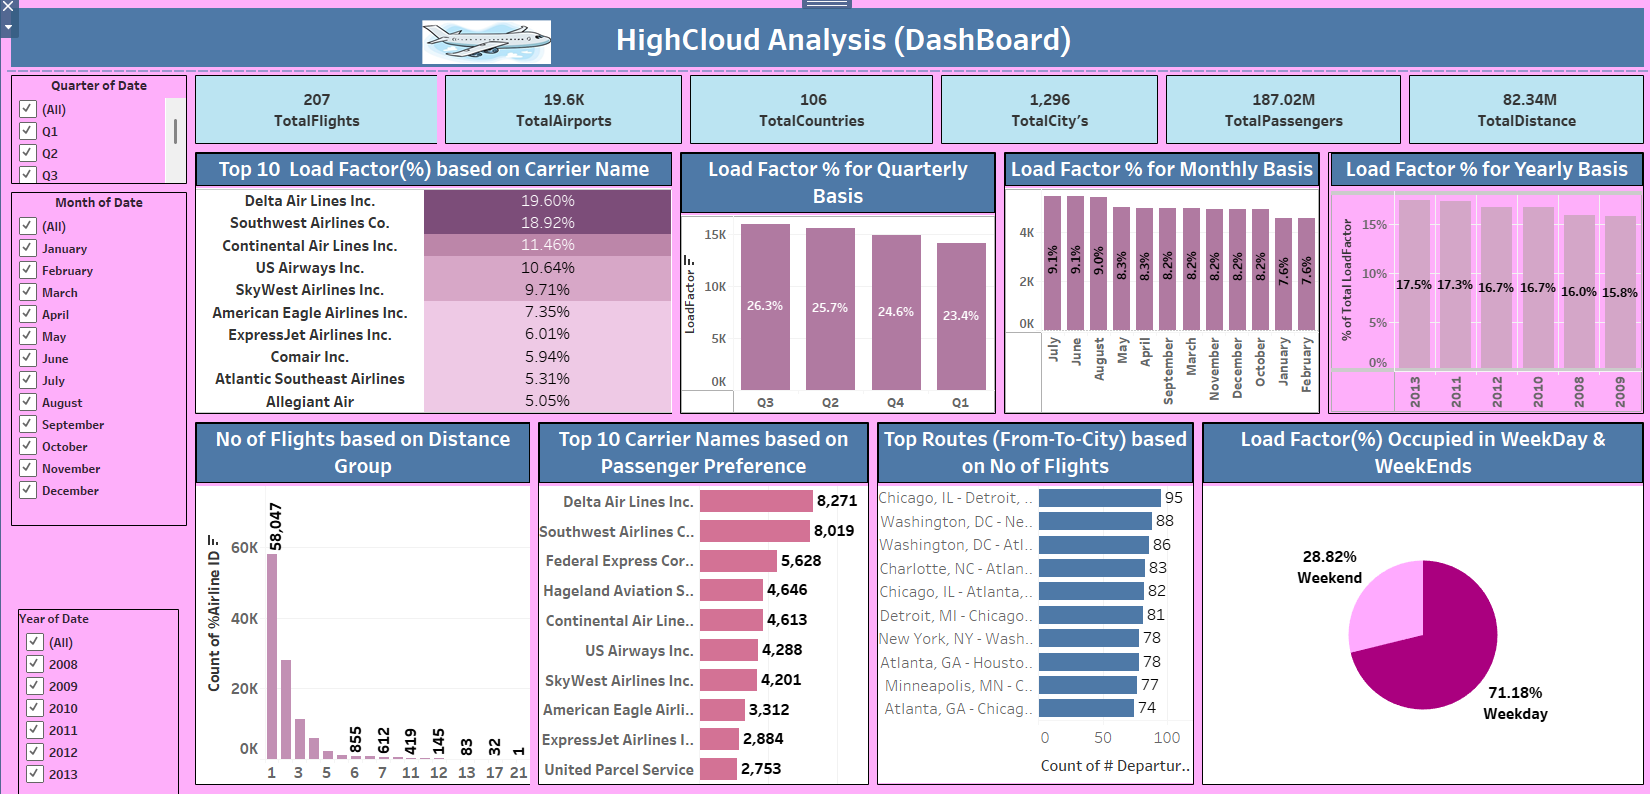 HighCloud Analysis (DashBoard)
Quarter of Date
(All)
Q1
Q2
Q3
Month of Date
(All)
January
February
March
April
May
June
July
August
September
October
November
December
Year of Date
(All)
2008
2009
2010
2011
2012
2013
207
TotalFlights
19.6K
TotalAirports
106
TotalCountries
1,296
TotalCity's
187.02M
TotalPassengers
82.34M
TotalDistance
Top 10 Load Factor(%) based on Carrier Name
Delta Air Lines Inc. 19.60%
Southwest Airlines Co. 18.92%
Continental Air Lines Inc. 11.46%
US Airways Inc. 10.64%
SkyWest Airlines Inc. 9.71%
American Eagle Airlines Inc. 7.35%
ExpressJet Airlines Inc. 6.01%
Comair Inc. 5.94%
Atlantic Southeast Airlines 5.31%
Allegiant Air 5.05%
Load Factor % for Quarterly
Basis
LoadFactor
15K
10K
5K
0K
26.3% 25.7% 24.6% 23.4%
Q3 Q2 Q4 Q1
Load Factor % for Monthly Basis
4K
2K
0K
9.1% 9.1% 9.0% 8.3% 8.3% 8.2% 8.2% 8.2% 8.2% 8.2% 7.6% 7.6%
July June August May April September March November December October January February
Load Factor % for Yearly Basis
% of Total LoadFactor
15%
10%
5%
0%
17.5% 17.3% 16.7% 16.7% 16.0% 15.8%
2013 2011 2012 2010 2008 2009
No of Flights based on Distance
Group
Count of %Airline ID
60K
40K
20K
0K
58,047 855 612 419 145 83 32 1
1 3 5 6 7 11 12 13 17 21
Top 10 Carrier Names based on
Passenger Preference
Delta Air Lines Inc. 8,271
Southwest Airlines C.. 8,019
Federal Express Cor.. 5,628
Hageland Aviation S.. 4,646
Continental Air Line.. 4,613
US Airways Inc. 4,288
SkyWest Airlines Inc. 4,201
American Eagle Airli.. 3,312
ExpressJet Airlines I.. 2,884
United Parcel Service 2,753
Top Routes (From-To-City) based
on No of Flights
Chicago, IL - Detroit, .. 95
Washington, DC - Ne.. 88
Washington, DC - Atl.. 86
Charlotte, NC - Atlan.. 83
Chicago, IL - Atlanta,.. 82
Detroit, MI - Chicago.. 81
New York, NY - Wash.. 78
Atlanta, GA - Housto.. 78
Minneapolis, MN - C.. 77
Atlanta, GA - Chicag.. 74
0 50 100
Count of # Departur..
Load Factor(%) Occupied in WeekDay &
WeekEnds
28.82%
Weekend
71.18%
Weekday